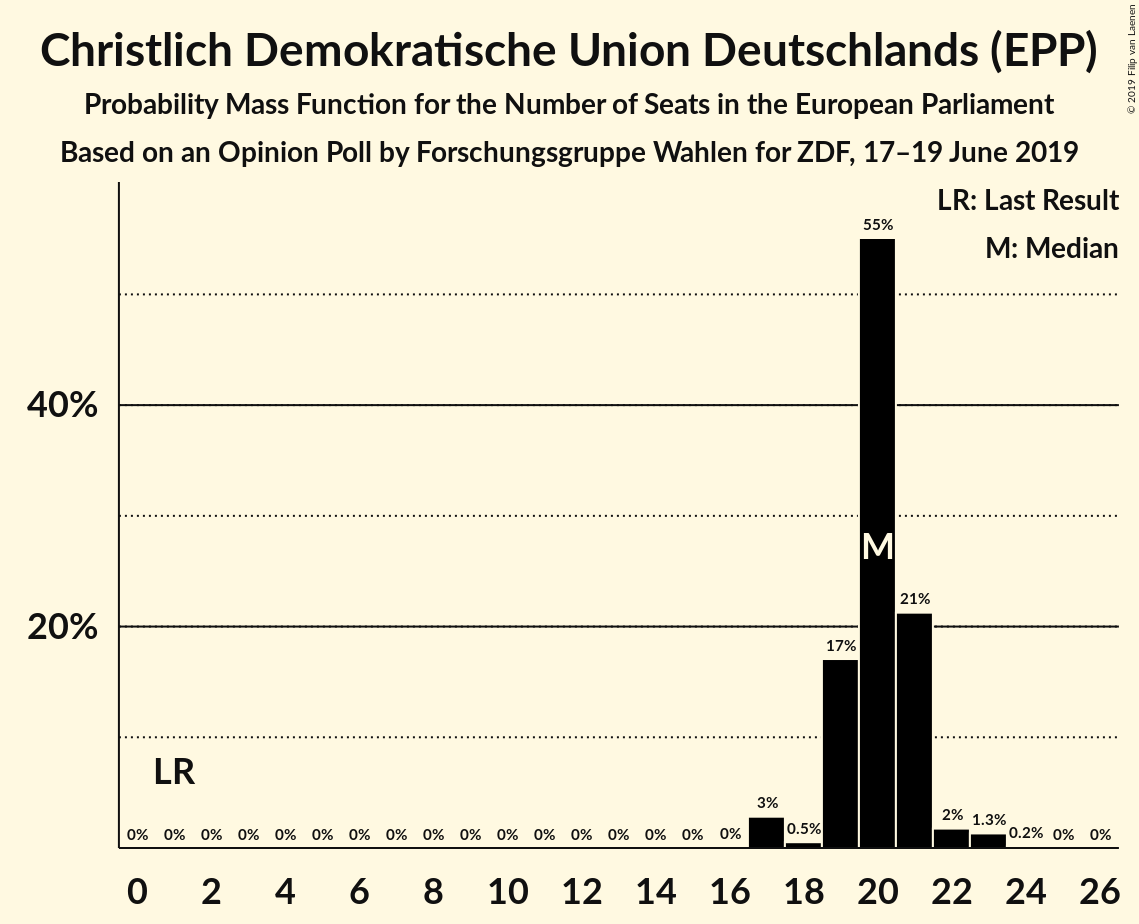 Christlich Demokratische Union Deutschlands (EPP)
Probability Mass Function for the Number of Seats in the European Parliament
Based on an Opinion Poll by Forschungsgruppe Wahlen for ZDF, 17–19 June 2019
© 2019 Filip van Laenen
LR: Last Result
M: Median
55%
40%
M
21%
20%
17%
LR
0% 0% 0% 0% 0% 0% 0% 0% 0% 0% 0% 0% 0% 0% 0% 0% 0% 3% 0.5% 2% 1.3% 0.2% 0% 0%
0 2 4 6 8 10 12 14 16 18 20 22 24 26